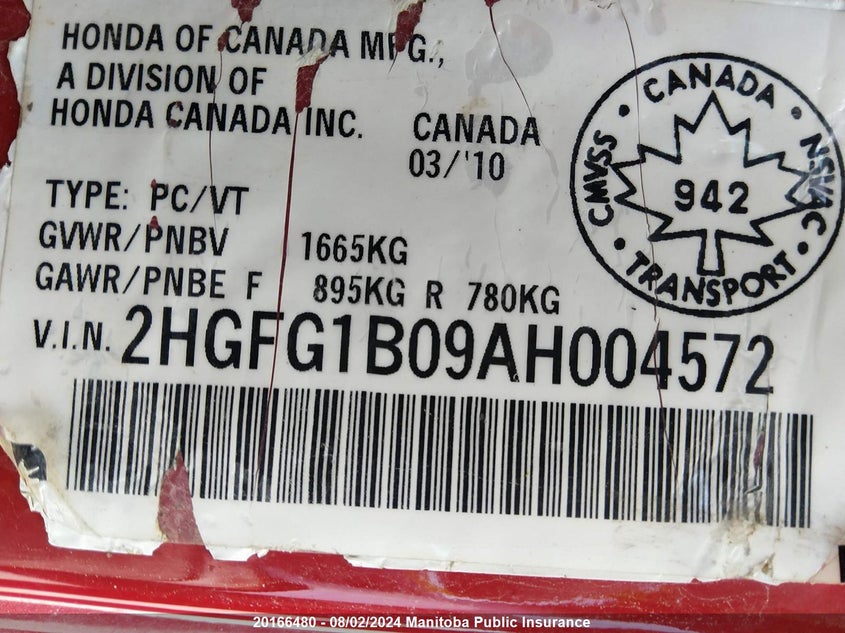 HONDA OF CANADA MFG.,
A DIVISION OF
HONDA CANADA INC. CANADA
03/'10
TYPE: PC/VT
GVWR/PNBV 1665KG
GAWR/PNBE F 895KG R 780KG
V.I.N. 2HGFG1B09AH004572
CANADA
CMVSS • NSVAC
942
TRANSPORT
20166480 - 08/02/2024 Manitoba Public Insurance